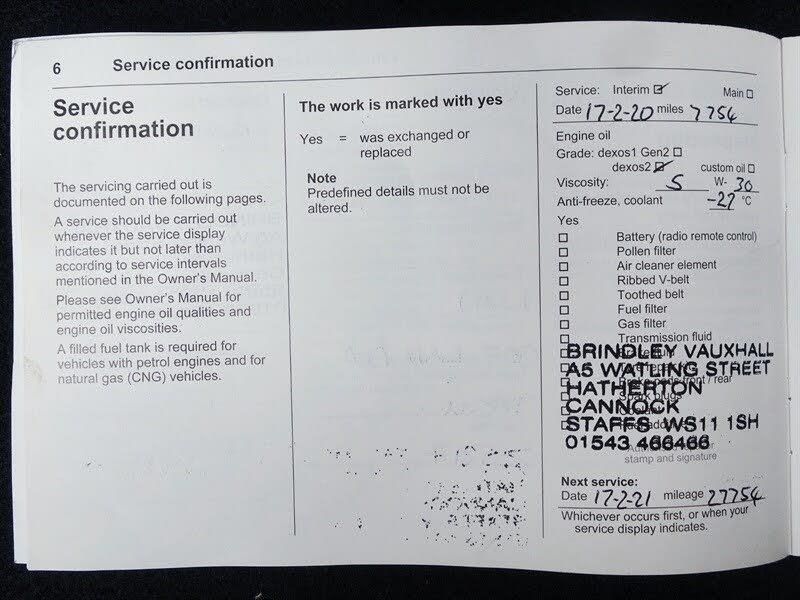 6 Service confirmation
Service
confirmation
The servicing carried out is
documented on the following pages.
A service should be carried out
whenever the service display
indicates it but not later than
according to service intervals
mentioned in the Owner's Manual.
Please see Owner's Manual for
permitted engine oil qualities and
engine oil viscosities.
A filled fuel tank is required for
vehicles with petrol engines and for
natural gas (CNG) vehicles.
The work is marked with yes
Yes = was exchanged or
replaced
Note
Predefined details must not be
altered.
Service: Interim ☑ Main ☐
Date 17-2-20 miles 7754
Engine oil
Grade: dexos1 Gen2 ☐
dexos2 ☑ custom oil ☐
Viscosity: 5 W- 30
Anti-freeze, coolant -27 °C
Yes
☐ Battery (radio remote control)
☐ Pollen filter
☐ Air cleaner element
☐ Ribbed V-belt
☐ Toothed belt
☐ Fuel filter
☐ Gas filter
☐ Transmission fluid
BRINDLEY VAUXHALL
A5 WATLING STREET
front / rear
HATHERTON
Spark plugs
CANNOCK
STAFFS WS11 1SH
01543 466466
stamp and signature
Next service:
Date 17-2-21 mileage 27754
Whichever occurs first, or when your
service display indicates.